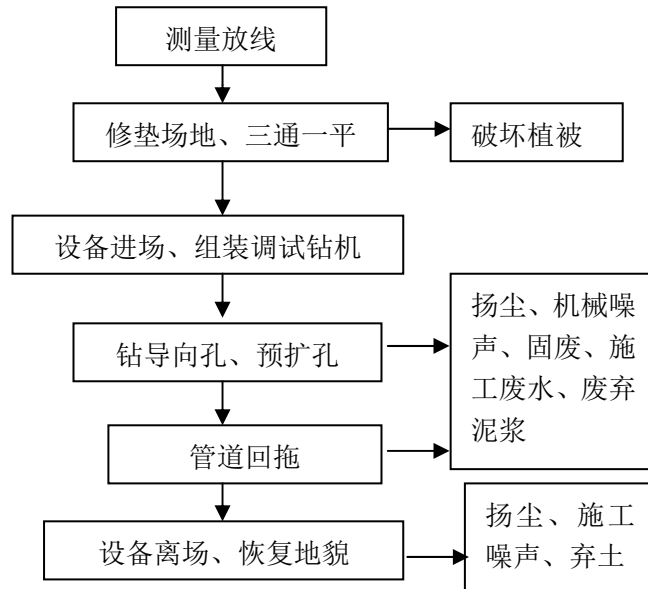 测量放线
修垫场地、三通一平
破坏植被
设备进场、组装调试钻机
钻导向孔、预扩孔
扬尘、机械噪
声、固废、施
工废水、废弃
泥浆
管道回拖
设备离场、恢复地貌
扬尘、施工
噪声、弃土